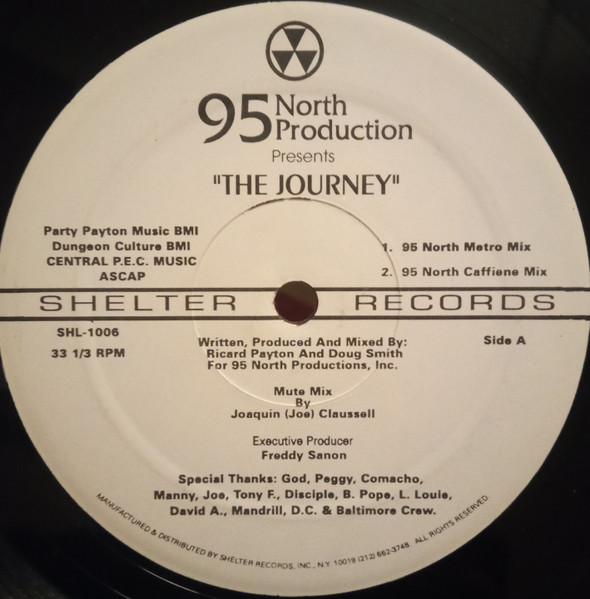 95 North
Production
Presents
"THE JOURNEY"
Party Payton Music BMI
Dungeon Culture BMI
CENTRAL P.E.C. MUSIC
ASCAP
1. 95 North Metro Mix
2. 95 North Caffiene Mix
SHELTER RECORDS
SHL-1006
33 1/3 RPM
Side A
Written, Produced And Mixed By:
Ricard Payton And Doug Smith
For 95 North Productions, Inc.
Mute Mix
By
Joaquin (Joe) Claussell
Executive Producer
Freddy Sanon
Special Thanks: God, Peggy, Comacho,
Manny, Joe, Tony F., Disciple, B. Pope, L. Louie,
David A., Mandrill, D.C. & Baltimore Crew.
MANUFACTURED & DISTRIBUTED BY SHELTER RECORDS, INC., N.Y. 10019 (212) 662-3748. ALL RIGHTS RESERVED.